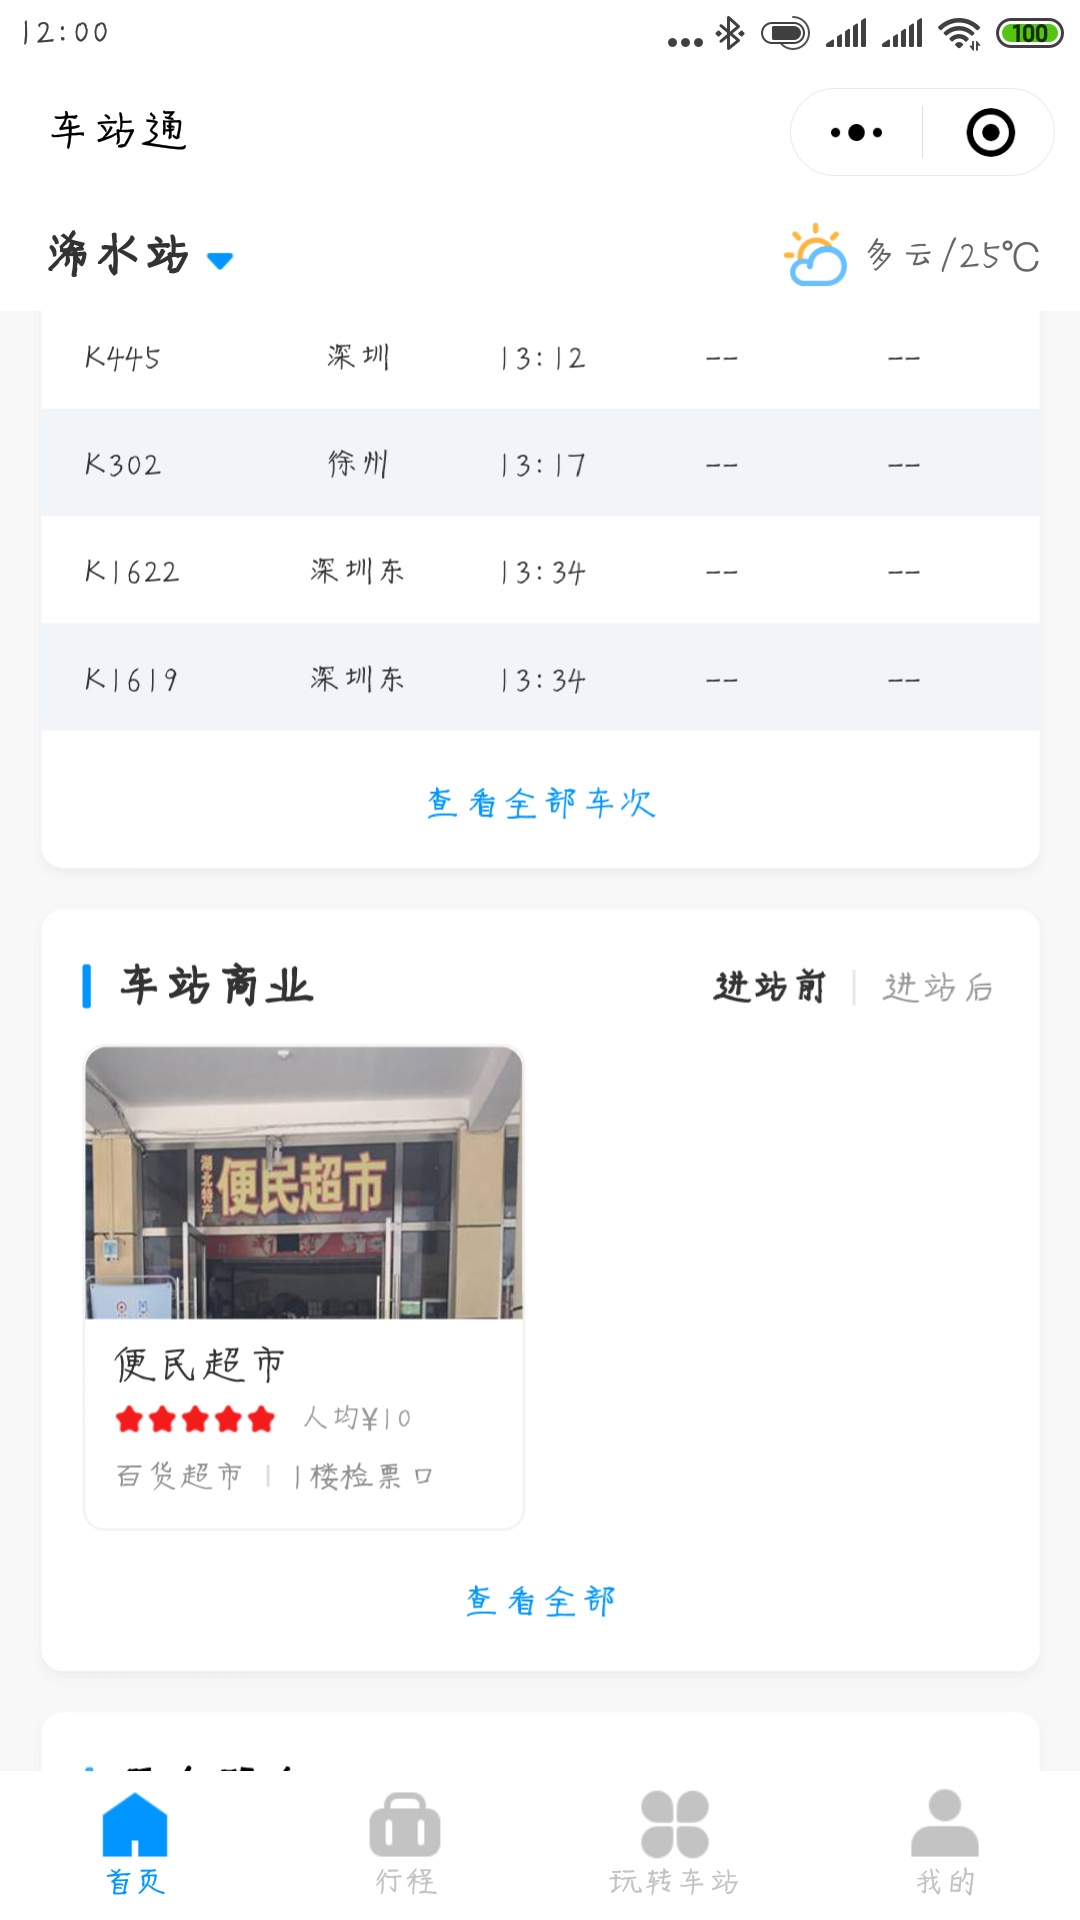 12:00
100
车站通
浠水站
多云/25℃
K445 深圳 13:12 -- --
K302 徐州 13:17 -- --
K1622 深圳东 13:34 -- --
K1619 深圳东 13:34 -- --
查看全部车次
车站商业
进站前 | 进站后
湖北特产
便民超市
便民超市
人均¥10
百货超市 | 1楼检票口
查看全部
首页 行程 玩转车站 我的